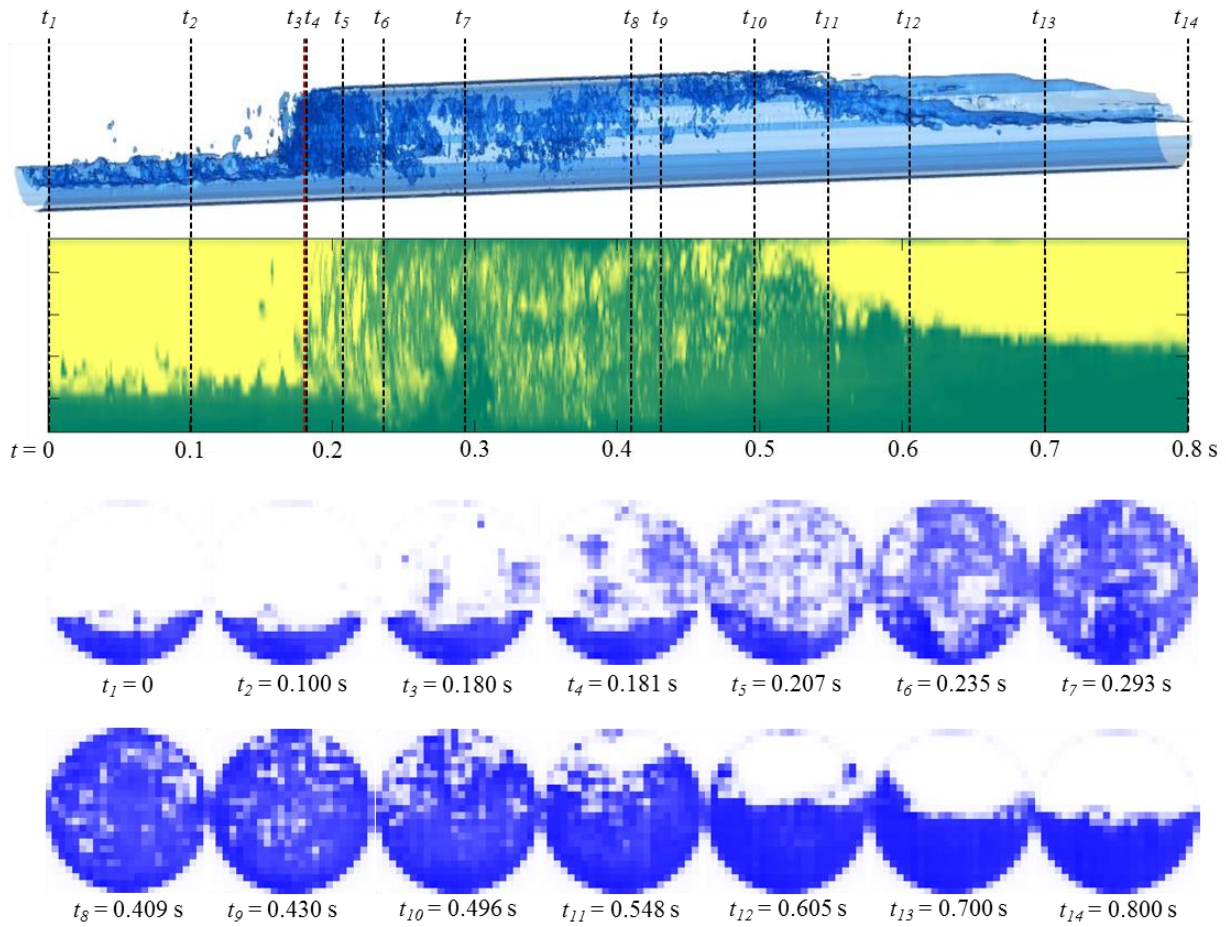 t1 t2 t3 t4 t5 t6 t7 t8 t9 t10 t11 t12 t13 t14
t = 0 0.1 0.2 0.3 0.4 0.5 0.6 0.7 0.8 s
t1 = 0 t2 = 0.100 s t3 = 0.180 s t4 = 0.181 s t5 = 0.207 s t6 = 0.235 s t7 = 0.293 s
t8 = 0.409 s t9 = 0.430 s t10 = 0.496 s t11 = 0.548 s t12 = 0.605 s t13 = 0.700 s t14 = 0.800 s